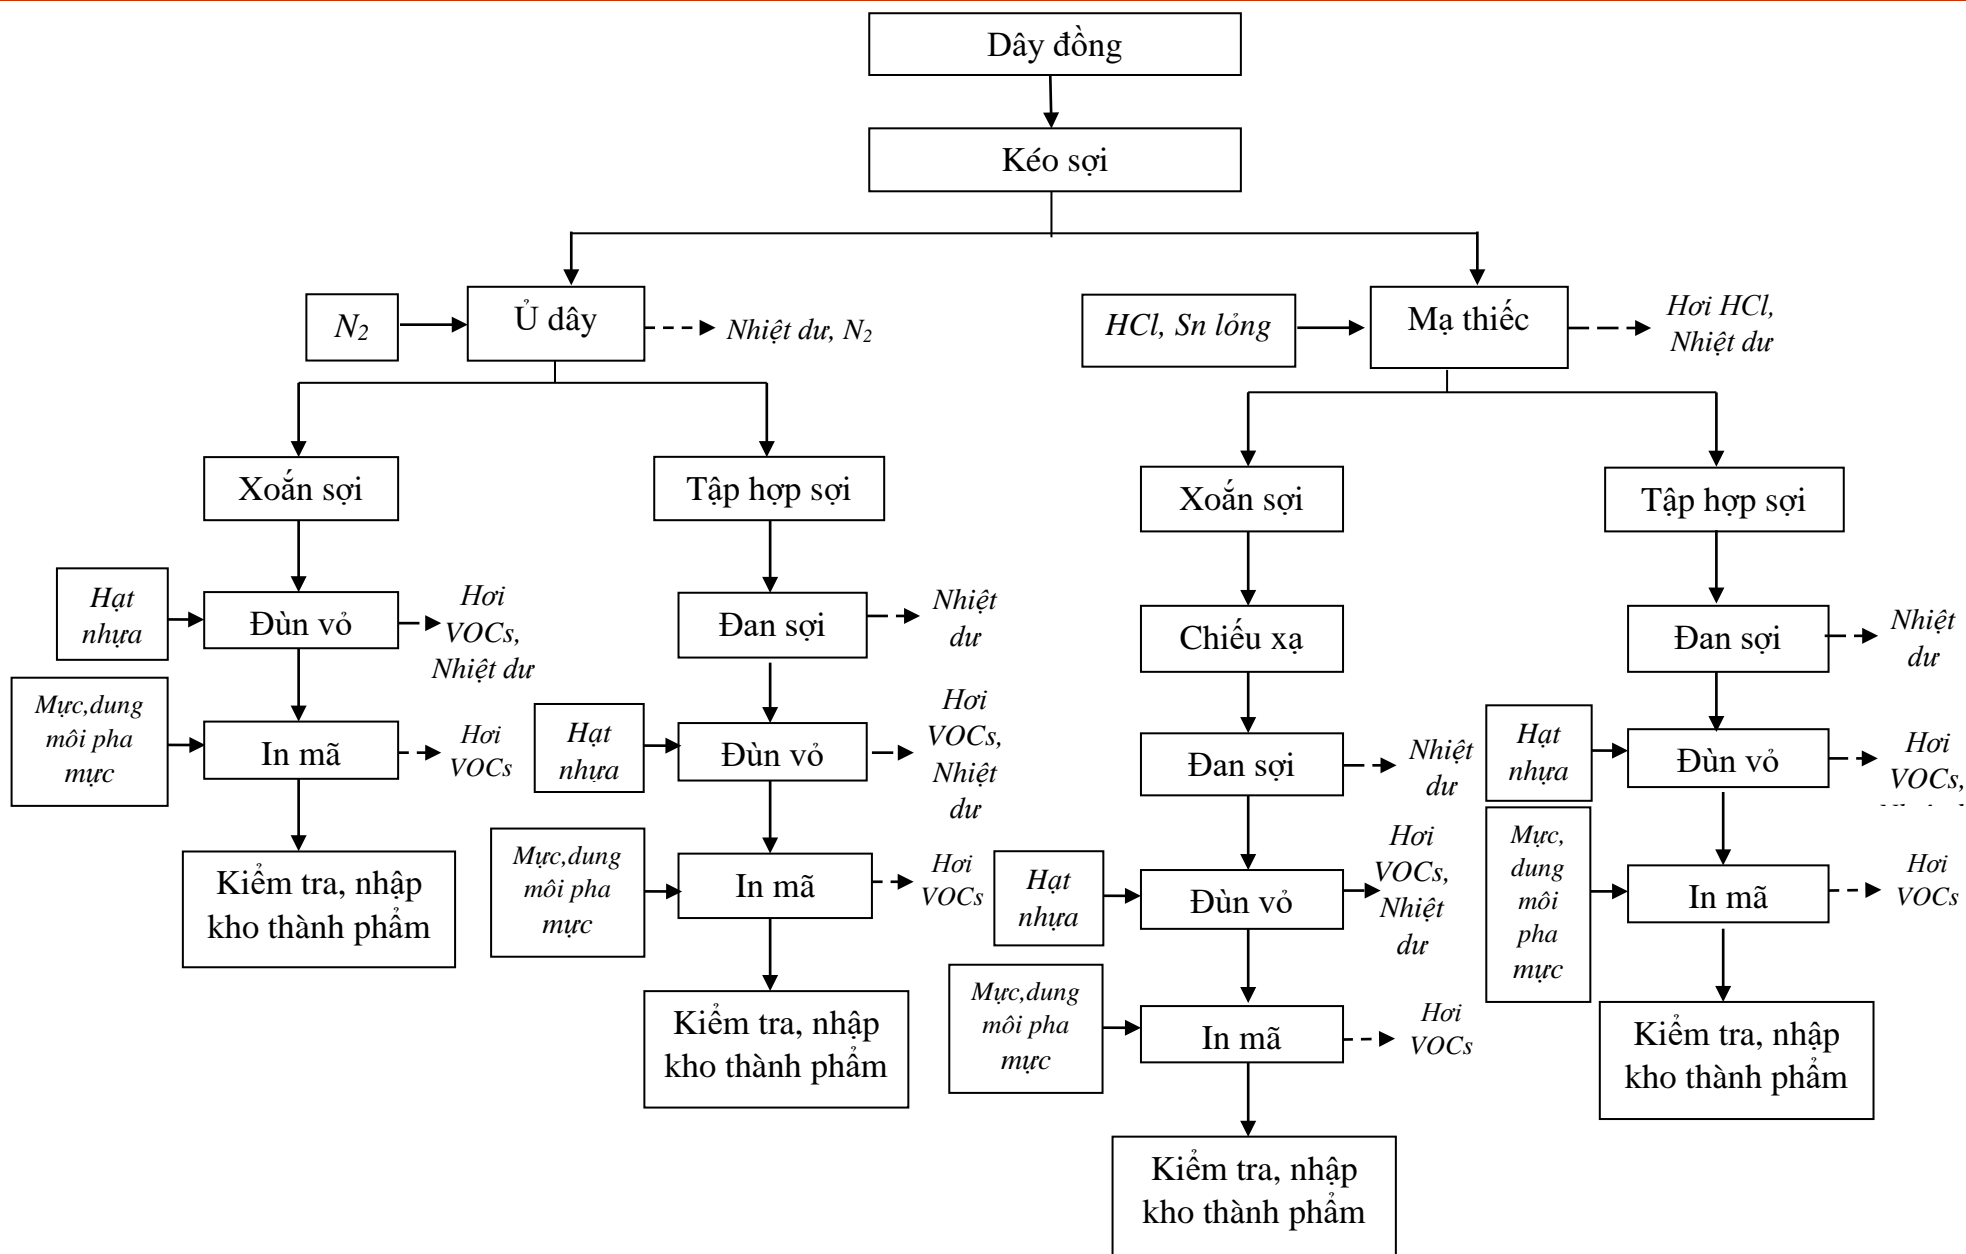 Dây đồng
Kéo sợi
N₂
Ủ dây
Nhiệt dư, N₂
HCl, Sn lỏng
Mạ thiếc
Hơi HCl,
Nhiệt dư
Xoắn sợi
Tập hợp sợi
Xoắn sợi
Tập hợp sợi
Hạt
nhựa
Đùn vỏ
Hơi
VOCs,
Nhiệt dư
Đan sợi
Nhiệt
dư
Chiếu xạ
Đan sợi
Nhiệt
dư
Mực,dung
môi pha
mực
In mã
Hơi
VOCs
Hạt
nhựa
Đùn vỏ
Hơi
VOCs,
Nhiệt
dư
Đan sợi
Nhiệt
dư
Hạt
nhựa
Đùn vỏ
Hơi
VOCs,
Kiểm tra, nhập
kho thành phẩm
Mực,dung
môi pha
mực
In mã
Hơi
VOCs
Hạt
nhựa
Đùn vỏ
Hơi
VOCs,
Nhiệt
dư
Mực,
dung
môi
pha
mực
In mã
Hơi
VOCs
Kiểm tra, nhập
kho thành phẩm
Mực,dung
môi pha
mực
In mã
Hơi
VOCs
Kiểm tra, nhập
kho thành phẩm
Kiểm tra, nhập
kho thành phẩm